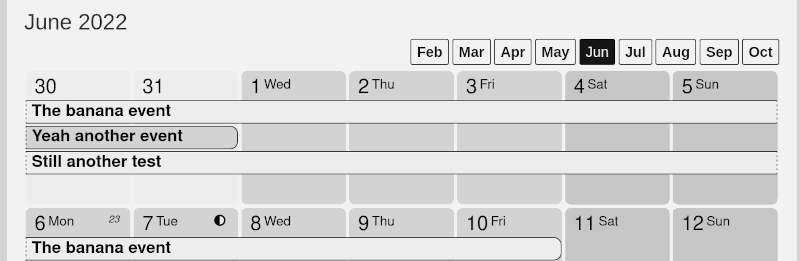 June 2022
Feb Mar Apr May Jun Jul Aug Sep Oct
30 31 1 Wed 2 Thu 3 Fri 4 Sat 5 Sun
The banana event
Yeah another event
Still another test
6 Mon 23 7 Tue 8 Wed 9 Thu 10 Fri 11 Sat 12 Sun
The banana event